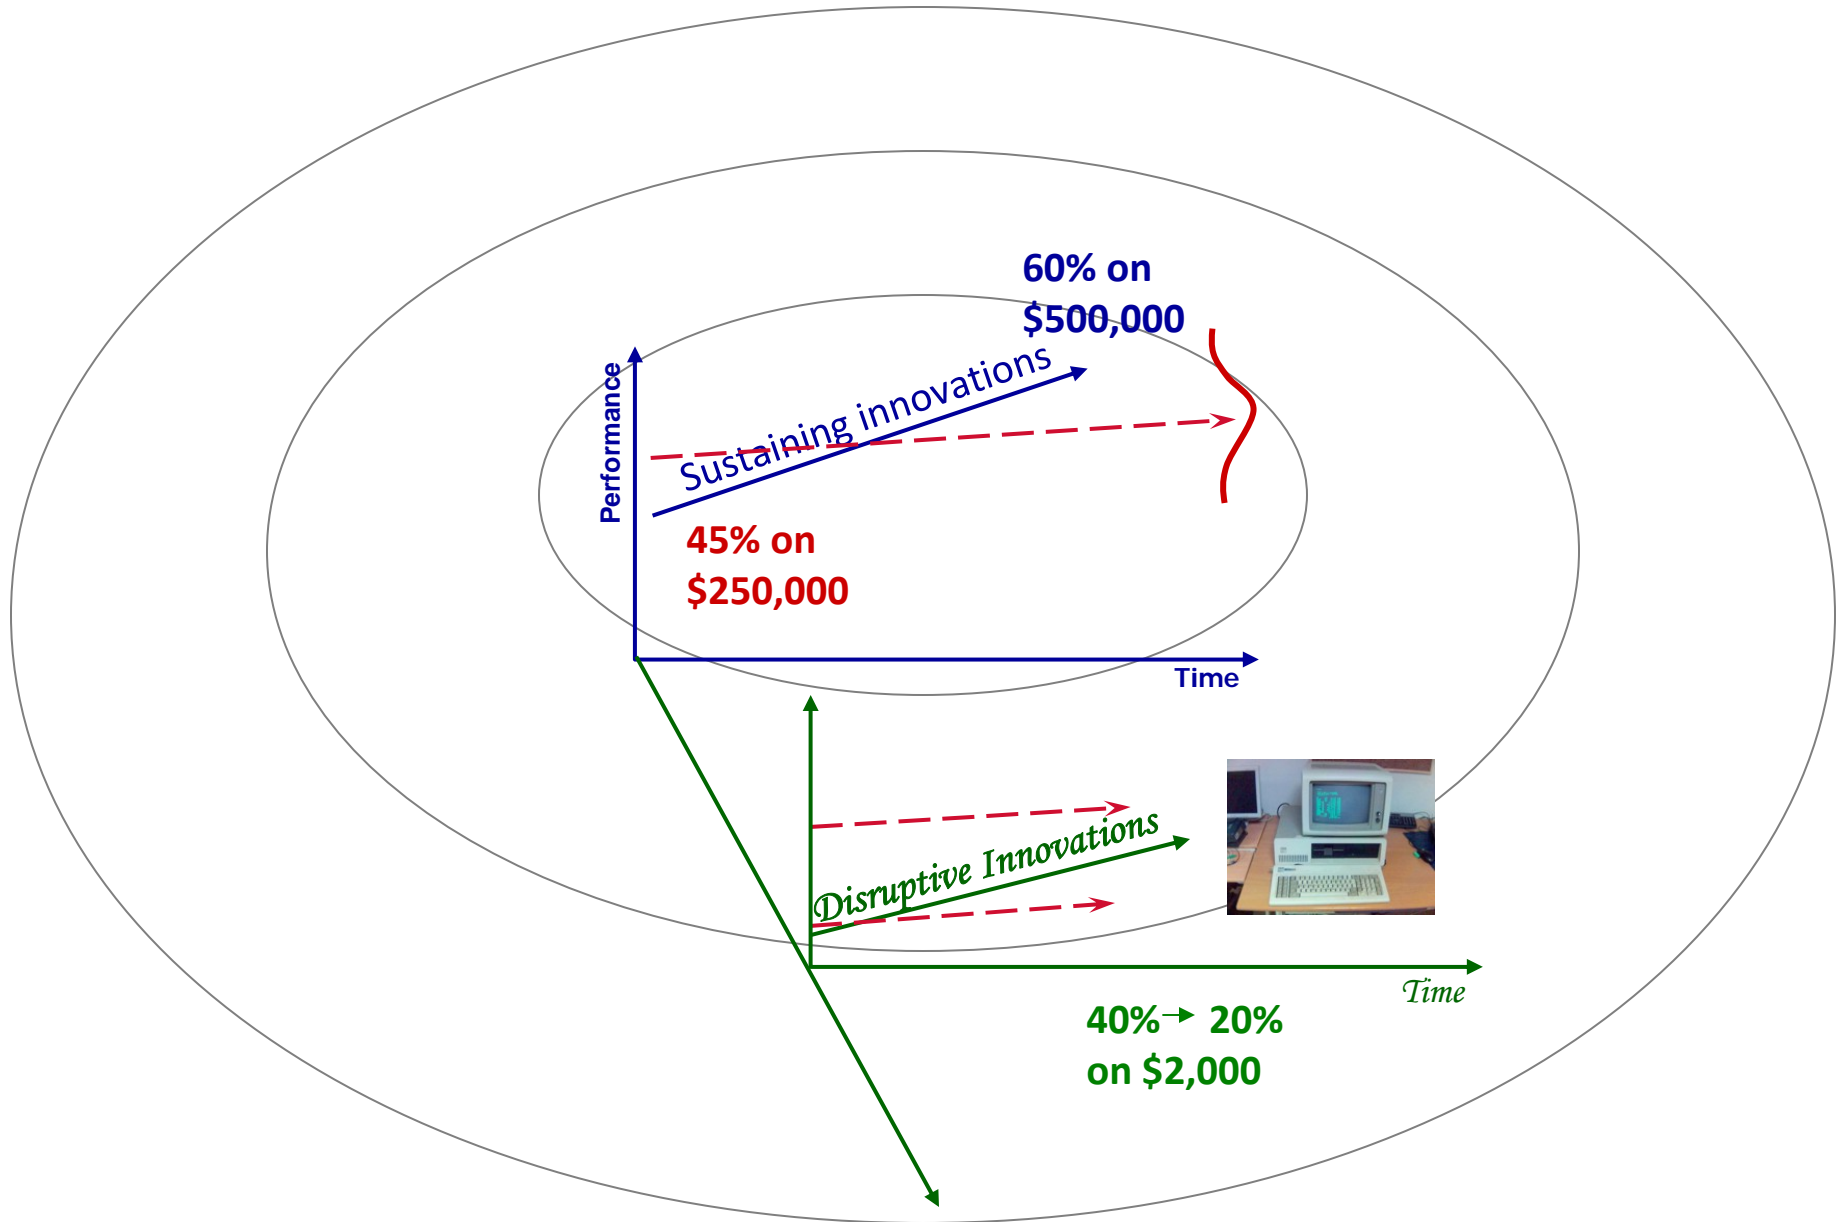 60% on
$500,000
Performance
Sustaining innovations
45% on
$250,000
Time
Disruptive Innovations
Time
40% 20%
on $2,000